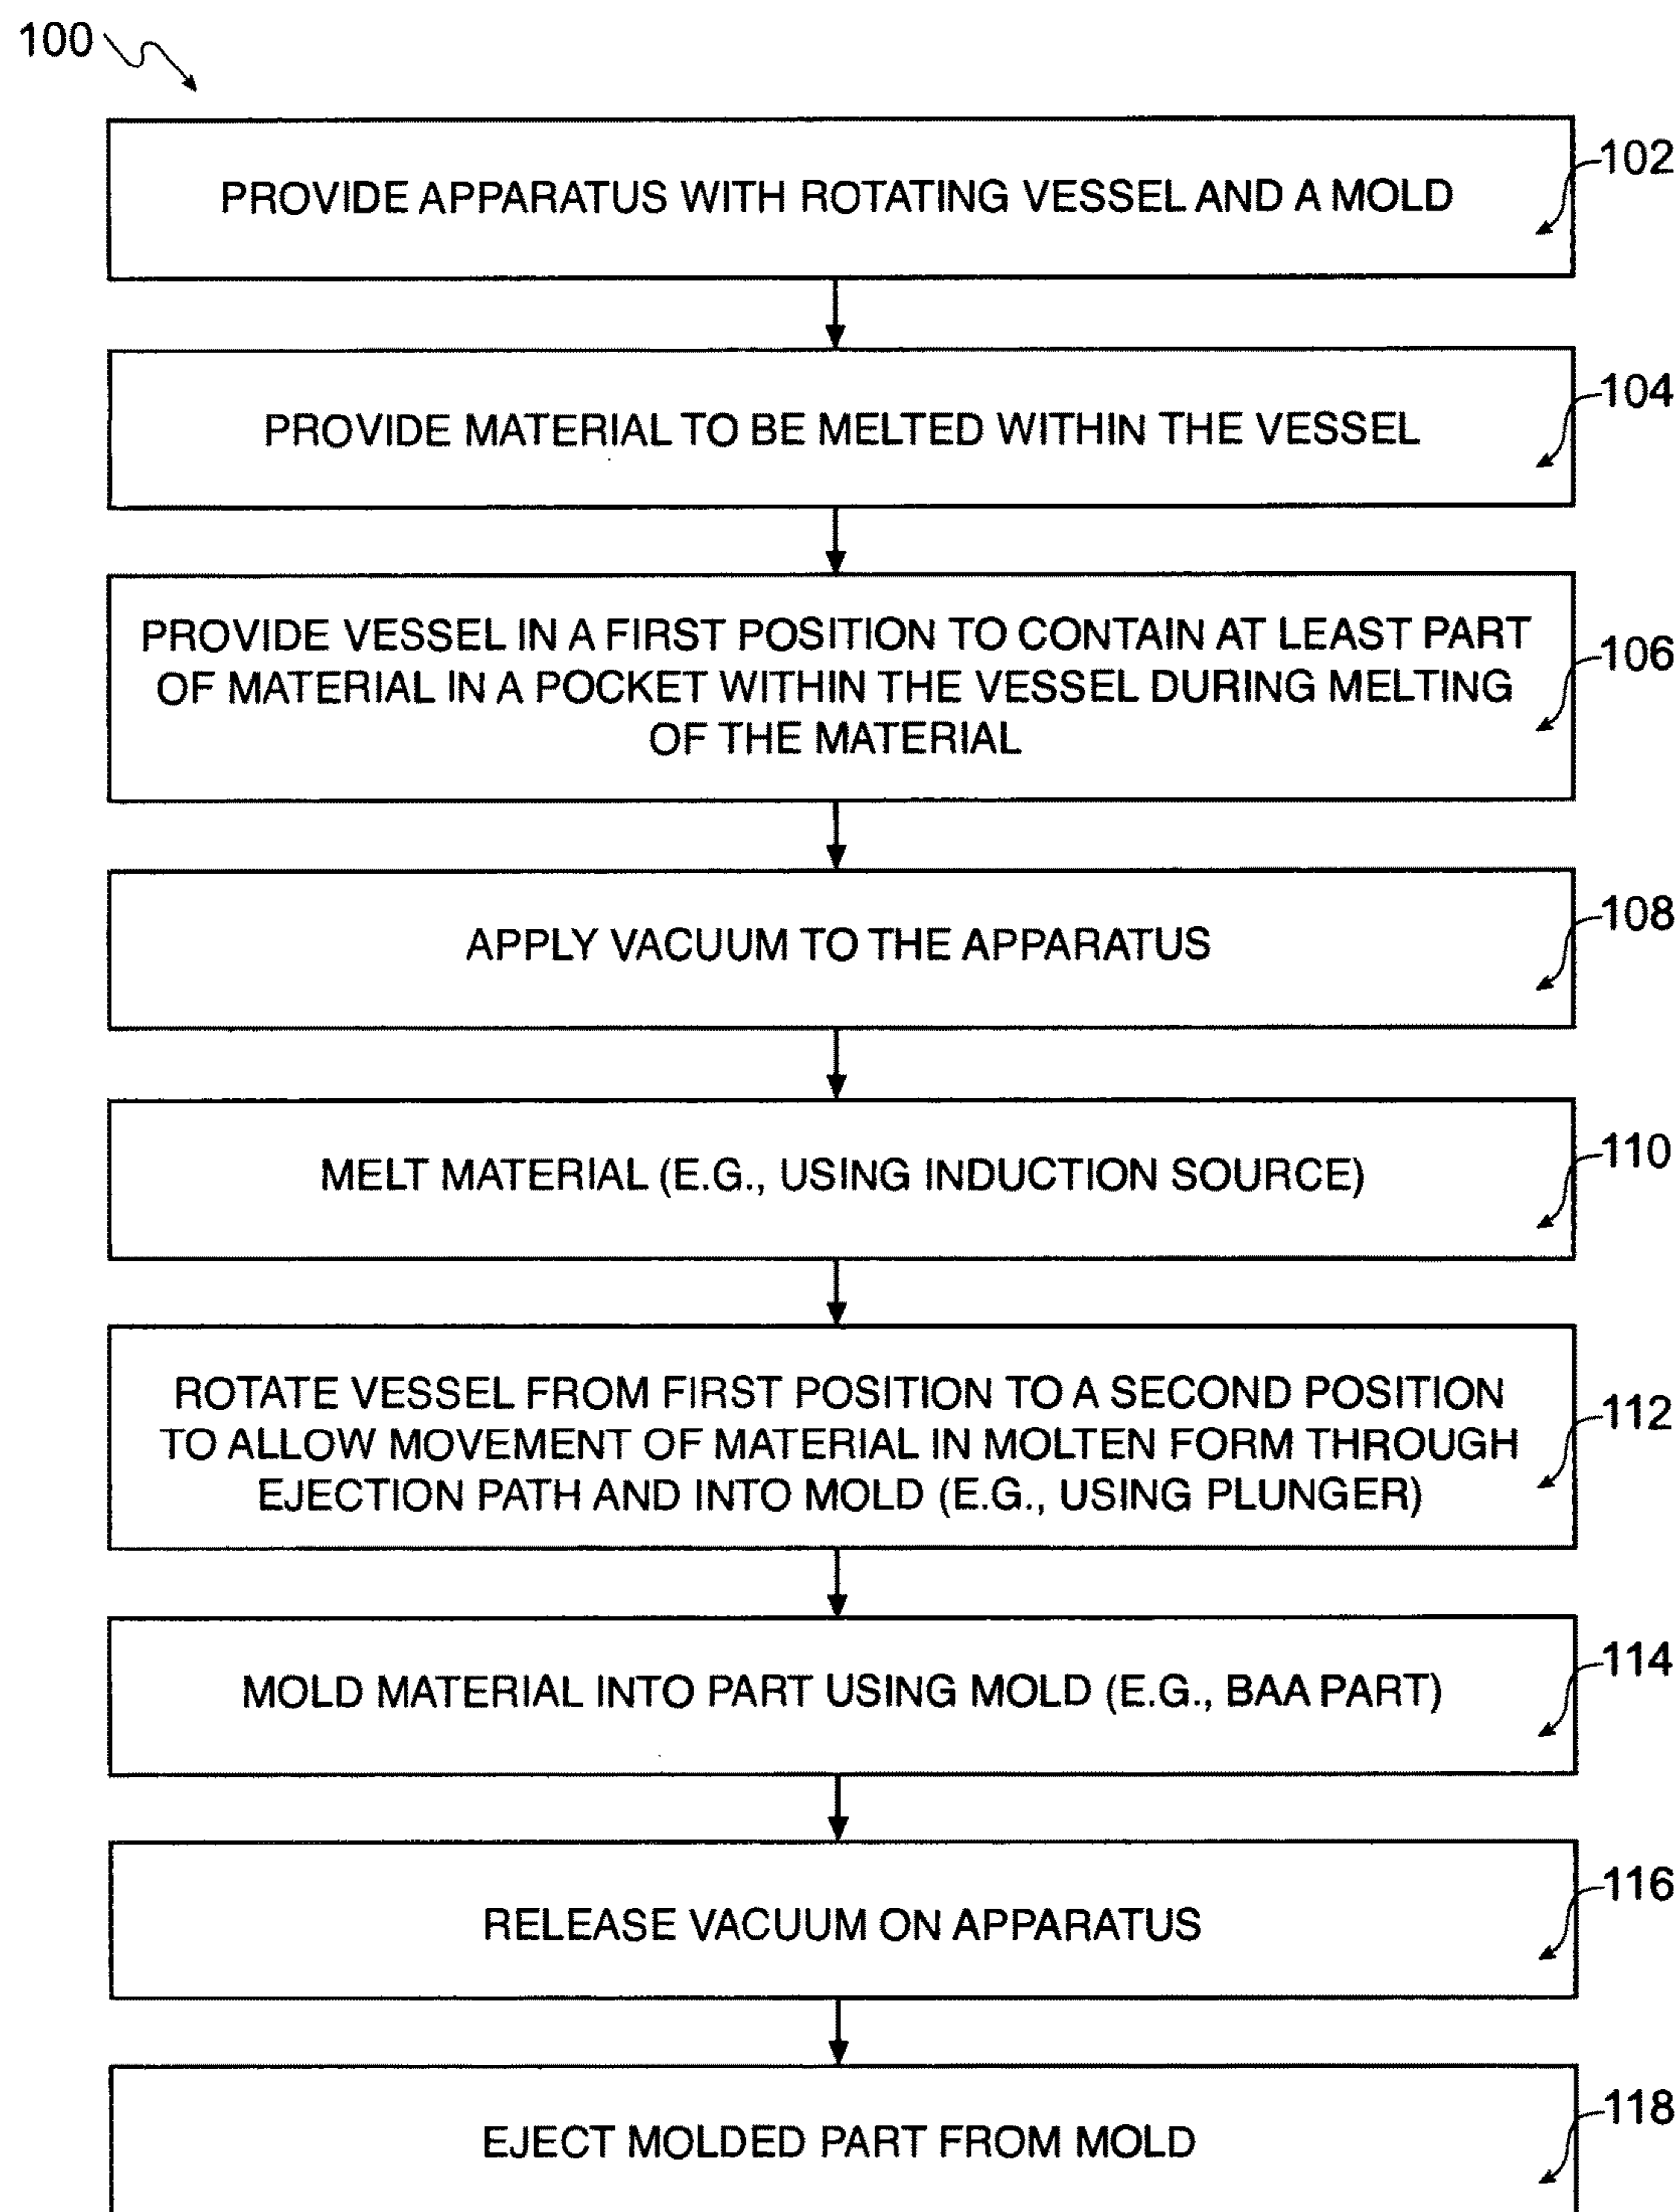 100
PROVIDE APPARATUS WITH ROTATING VESSEL AND A MOLD
102
PROVIDE MATERIAL TO BE MELTED WITHIN THE VESSEL
104
PROVIDE VESSEL IN A FIRST POSITION TO CONTAIN AT LEAST PART
OF MATERIAL IN A POCKET WITHIN THE VESSEL DURING MELTING
OF THE MATERIAL
106
APPLY VACUUM TO THE APPARATUS
108
MELT MATERIAL (E.G., USING INDUCTION SOURCE)
110
ROTATE VESSEL FROM FIRST POSITION TO A SECOND POSITION
TO ALLOW MOVEMENT OF MATERIAL IN MOLTEN FORM THROUGH
EJECTION PATH AND INTO MOLD (E.G., USING PLUNGER)
112
MOLD MATERIAL INTO PART USING MOLD (E.G., BAA PART)
114
RELEASE VACUUM ON APPARATUS
116
EJECT MOLDED PART FROM MOLD
118